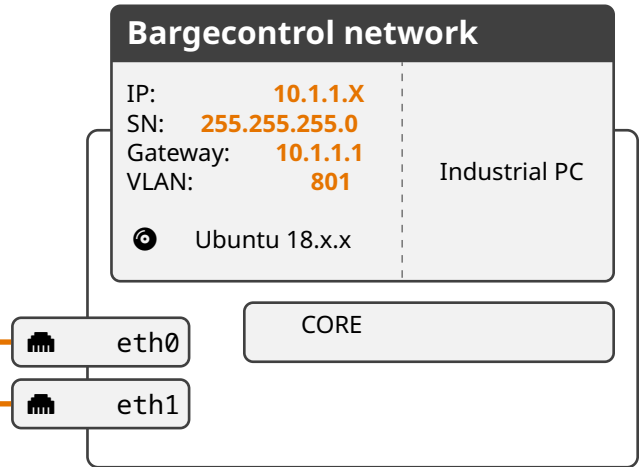 Bargecontrol network
IP: 10.1.1.X
SN: 255.255.255.0
Gateway: 10.1.1.1
VLAN: 801
Industrial PC
Ubuntu 18.x.x
CORE
eth0
eth1